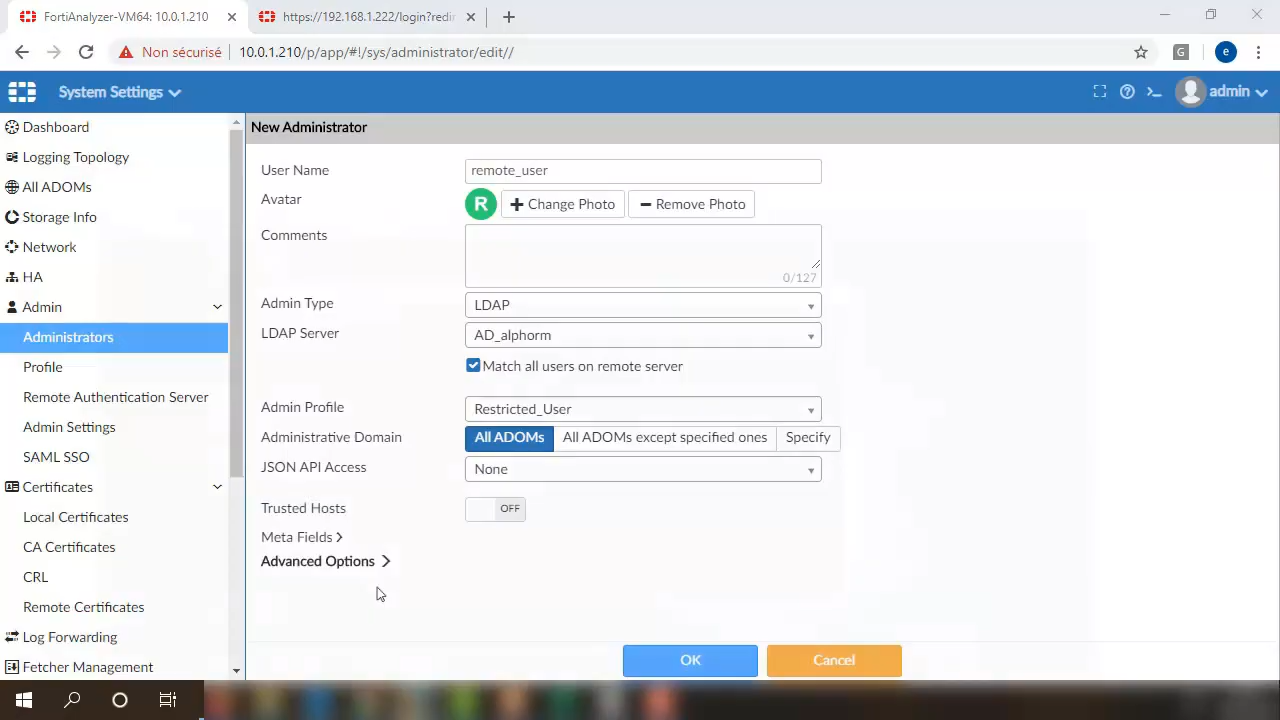 FortiAnalyzer-VM64: 10.0.1.210
https://192.168.1.222/login?redir
Non sécurisé
10.0.1.210/p/app/#!/sys/administrator/edit//
G
e
System Settings
admin
Dashboard
Logging Topology
All ADOMs
Storage Info
Network
HA
Admin
Administrators
Profile
Remote Authentication Server
Admin Settings
SAML SSO
Certificates
Local Certificates
CA Certificates
CRL
Remote Certificates
Log Forwarding
Fetcher Management
New Administrator
User Name
remote_user
Avatar
R
Change Photo
Remove Photo
Comments
0/127
Admin Type
LDAP
LDAP Server
AD_alphorm
Match all users on remote server
Admin Profile
Restricted_User
Administrative Domain
All ADOMs
All ADOMs except specified ones
Specify
JSON API Access
None
Trusted Hosts
OFF
Meta Fields
Advanced Options
OK
Cancel